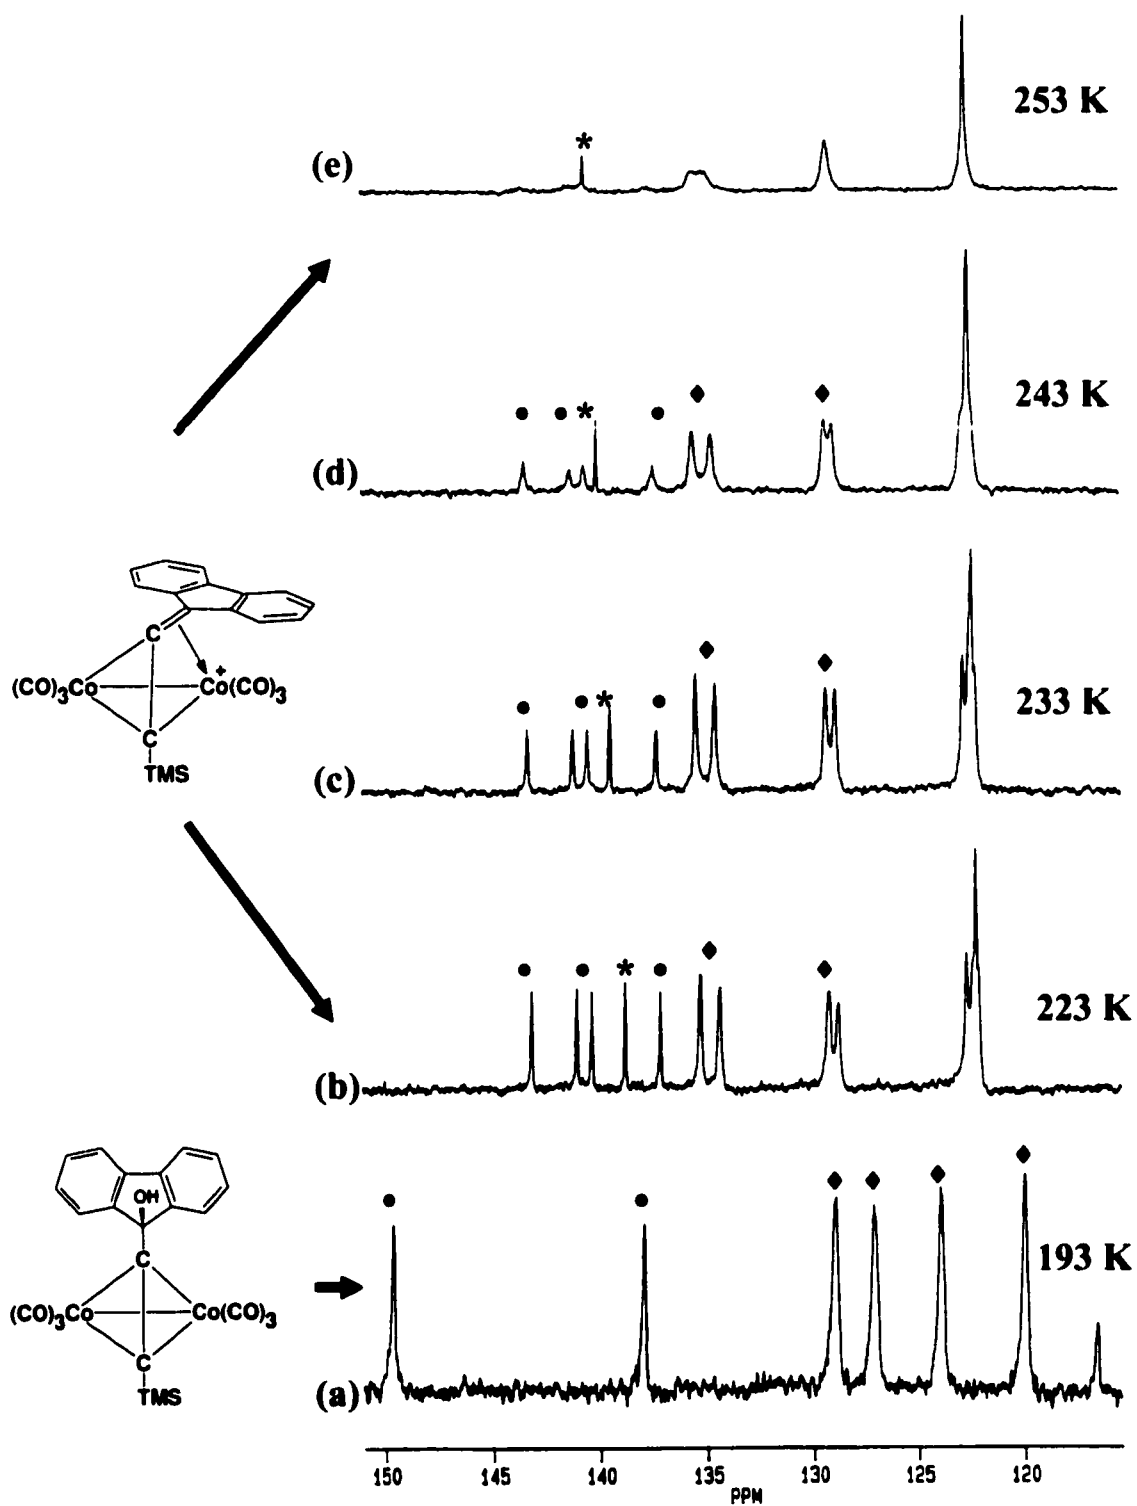 253 K
*
(e)
243 K
*
(d)
C
(CO)3Co
Co(CO)3
+
C
TMS
233 K
*
(c)
223 K
*
(b)
OH
C
(CO)3Co
Co(CO)3
C
TMS
193 K
(a)
150 145 140 135 130 125 120
PPM